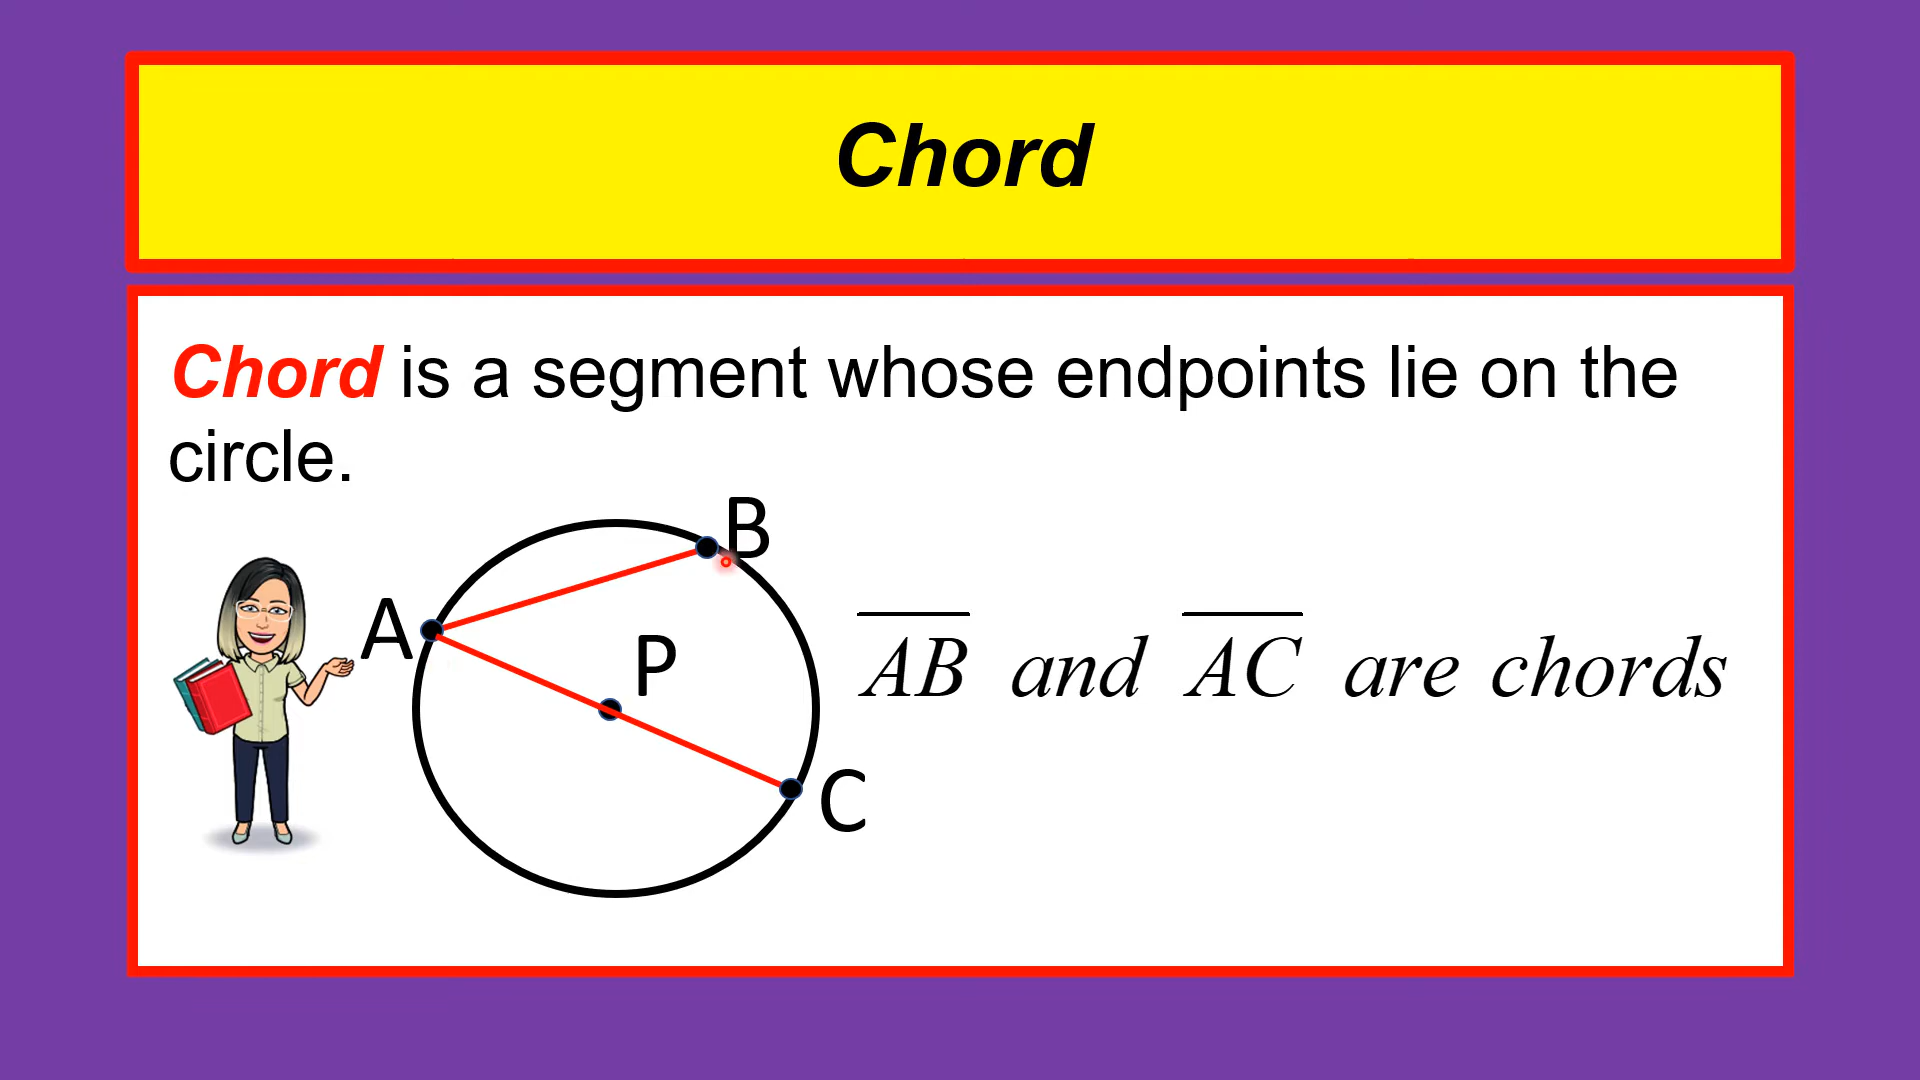 Chord
Chord is a segment whose endpoints lie on the
circle.
B
A
P
AB and AC are chords
C